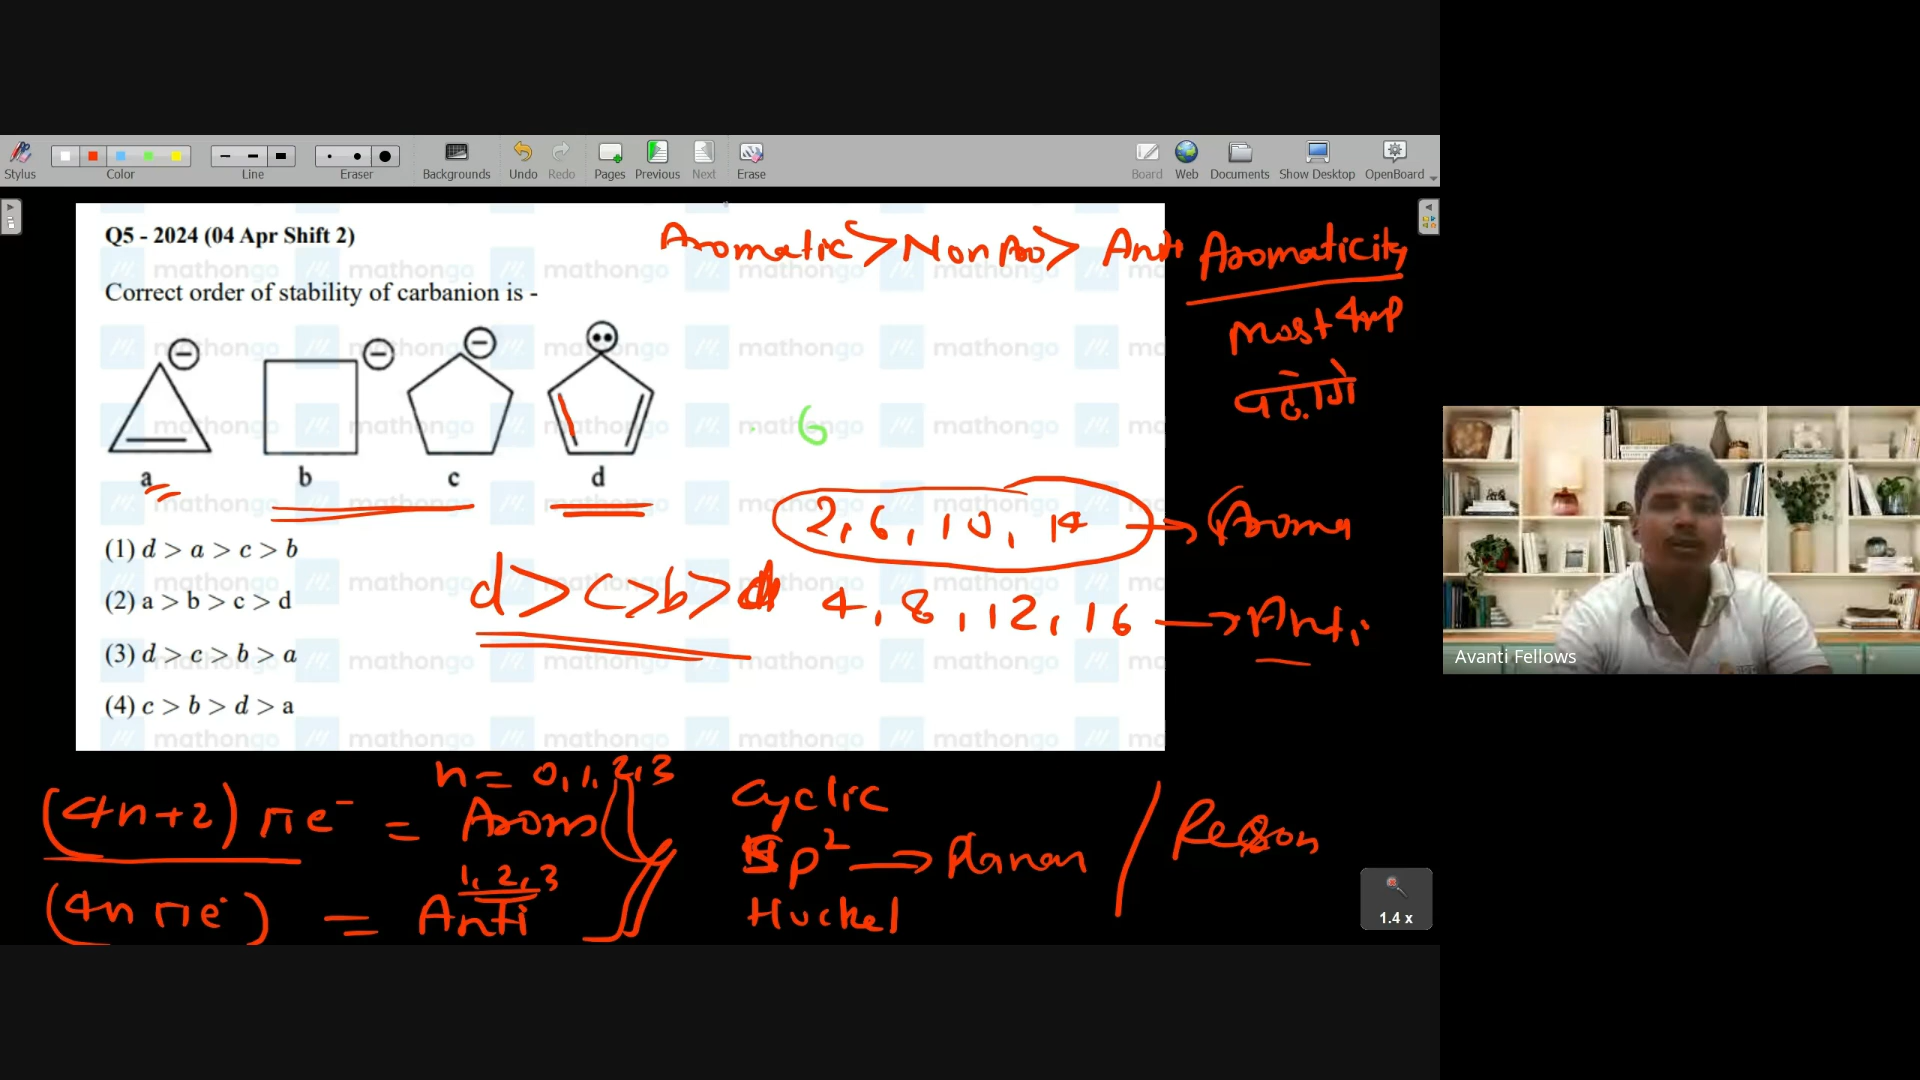 Stylus
Color
Line
Eraser
Backgrounds
Undo
Redo
Pages
Previous
Next
Erase
Board
Web
Documents
Show Desktop
OpenBoard
Q5 - 2024 (04 Apr Shift 2)
Aromatic > Non Aro > Anti
Aromaticity
Most Imp
पढ़ेंगे
Correct order of stability of carbanion is -
6
a
b
c
d
2, 6, 10, 14 → Aroma
(1) d > a > c > b
(2) a > b > c > d
(3) d > c > b > a
(4) c > b > d > a
d > c > b > a
4, 8, 12, 16 → Anti
mathongo
n = 0, 1, 2, 3
(4n+2) πe⁻ = Arom
1, 2, 3
(4n πe⁻) = Anti
Cyclic
Sp² → Planar
Huckel
Reson
1.4 x
Avanti Fellows